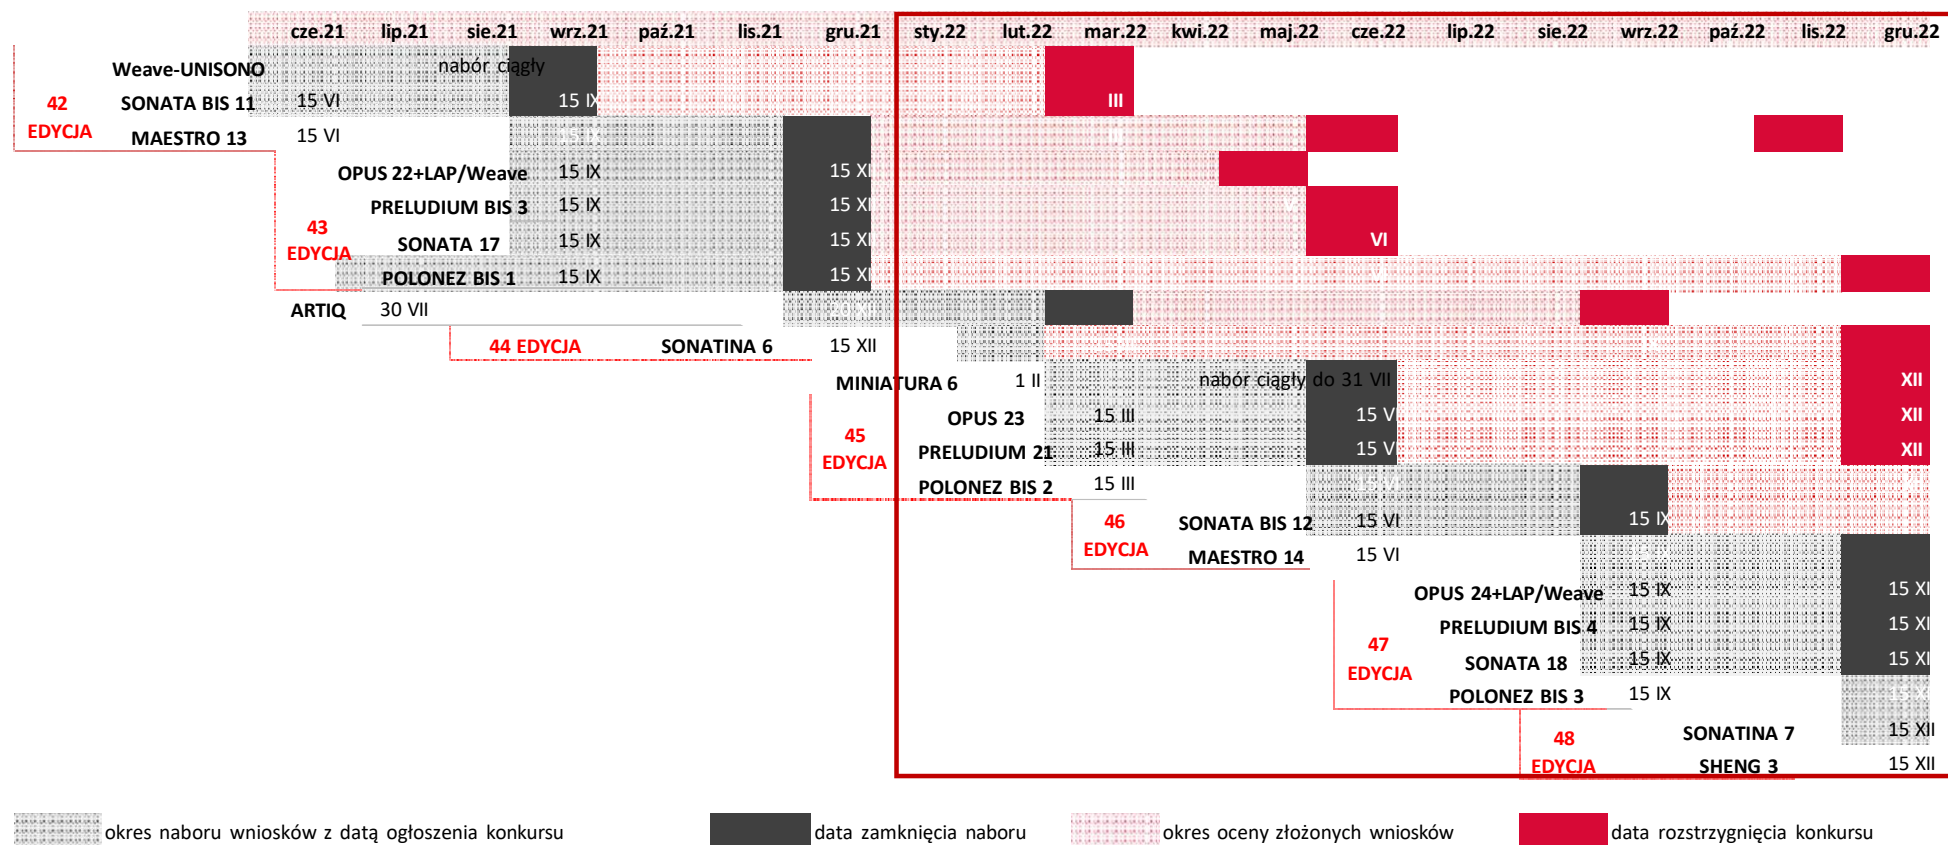 cze.21 lip.21 sie.21 wrz.21 paź.21 lis.21 gru.21 sty.22 lut.22 mar.22 kwi.22 maj.22 cze.22 lip.22 sie.22 wrz.22 paź.22 lis.22 gru.22
Weave-UNISONO nabór ciągły
42 EDYCJA
SONATA BIS 11 15 VI 15 IX III
MAESTRO 13 15 VI 15 IX III
43 EDYCJA
OPUS 22+LAP/Weave 15 IX 15 XI
PRELUDIUM BIS 3 15 IX 15 XI
SONATA 17 15 IX 15 XI VI
POLONEZ BIS 1 15 IX 15 XI
ARTIQ 30 VII 20 XII
44 EDYCJA SONATINA 6 15 XII
MINIATURA 6 1 II nabór ciągły do 31 VII XII
45 EDYCJA
OPUS 23 15 III 15 V XII
PRELUDIUM 21 15 III 15 V XII
POLONEZ BIS 2 15 III
46 EDYCJA
SONATA BIS 12 15 VI 15 IX
MAESTRO 14 15 VI
47 EDYCJA
OPUS 24+LAP/Weave 15 IX 15 XI
PRELUDIUM BIS 4 15 IX 15 XI
SONATA 18 15 IX 15 XI
POLONEZ BIS 3 15 IX 15 XI
48 EDYCJA
SONATINA 7 15 XII
SHENG 3 15 XII
okres naboru wniosków z datą ogłoszenia konkursu data zamknięcia naboru okres oceny złożonych wniosków data rozstrzygnięcia konkursu